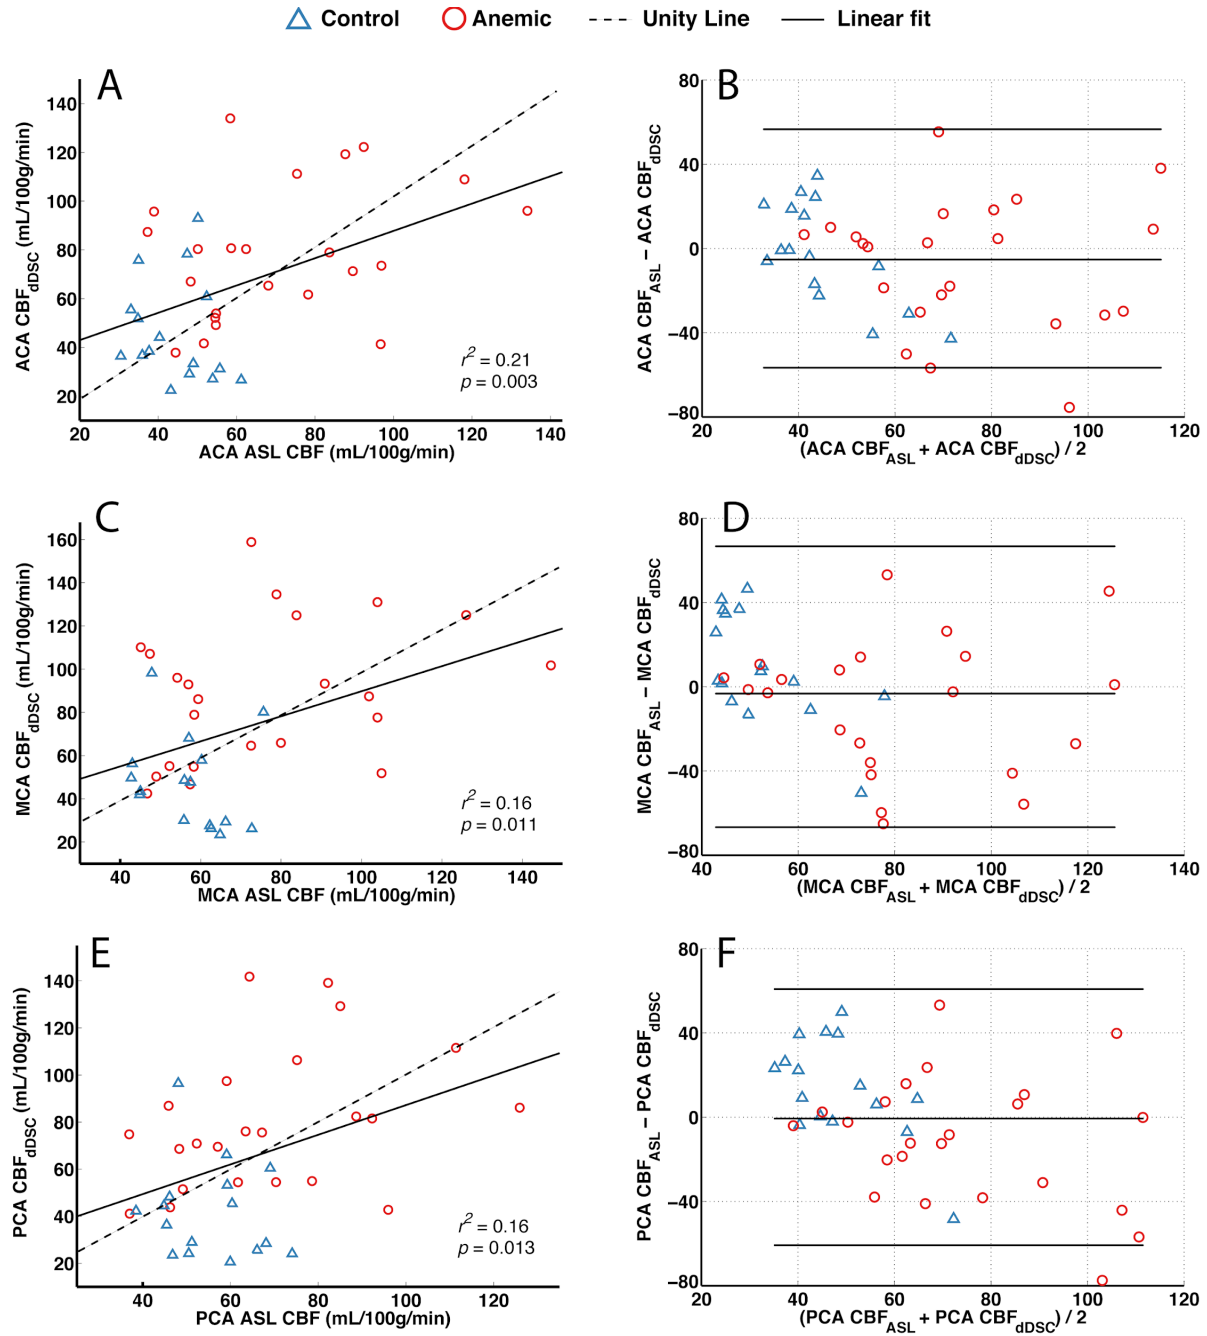 Control Anemic Unity Line Linear fit
A
ACA CBFdDSC (mL/100g/min)
140
120
100
80
60
40
20
r2 = 0.21
p = 0.003
20 40 60 80 100 120 140
ACA ASL CBF (mL/100g/min)
B
ACA CBFASL − ACA CBFdDSC
80
40
0
−40
−80
20 40 60 80 100 120
(ACA CBFASL + ACA CBFdDSC) / 2
C
MCA CBFdDSC (mL/100g/min)
160
140
120
100
80
60
40
20
r2 = 0.16
p = 0.011
40 60 80 100 120 140
MCA ASL CBF (mL/100g/min)
D
MCA CBFASL − MCA CBFdDSC
80
40
0
−40
−80
40 60 80 100 120 140
(MCA CBFASL + MCA CBFdDSC) / 2
E
PCA CBFdDSC (mL/100g/min)
140
120
100
80
60
40
20
r2 = 0.16
p = 0.013
40 60 80 100 120
PCA ASL CBF (mL/100g/min)
F
PCA CBFASL − PCA CBFdDSC
80
40
0
−40
−80
20 40 60 80 100 120
(PCA CBFASL + PCA CBFdDSC) / 2